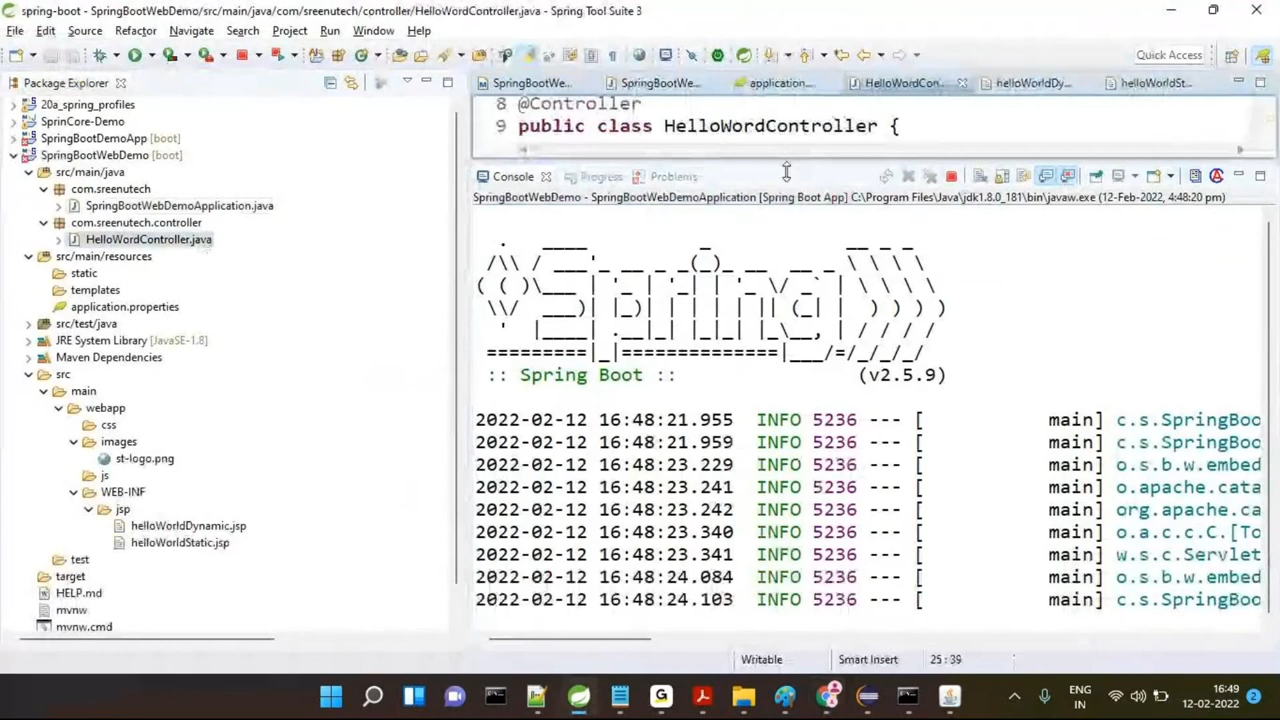 spring-boot - SpringBootWebDemo/src/main/java/com/sreenutech/controller/HelloWordController.java - Spring Tool Suite 3
File Edit Source Refactor Navigate Search Project Run Window Help
Quick Access
Package Explorer
20a_spring_profiles
SprinCore-Demo
SpringBootDemoApp [boot]
SpringBootWebDemo [boot]
src/main/java
com.sreenutech
SpringBootWebDemoApplication.java
com.sreenutech.controller
HelloWordController.java
src/main/resources
static
templates
application.properties
src/test/java
JRE System Library [JavaSE-1.8]
Maven Dependencies
src
main
webapp
css
images
st-logo.png
js
WEB-INF
jsp
helloWorldDynamic.jsp
helloWorldStatic.jsp
test
target
HELP.md
mvnw
mvnw.cmd
SpringBootWe... SpringBootWe... application.... HelloWordCon... helloWorldDy... helloWorldSt...
8 @Controller
9 public class HelloWordController {
Console Progress Problems
SpringBootWebDemo - SpringBootWebDemoApplication [Spring Boot App] C:\Program Files\Java\jdk1.8.0_181\bin\javaw.exe (12-Feb-2022, 4:48:20 pm)
Spring
:: Spring Boot :: (v2.5.9)
2022-02-12 16:48:21.955 INFO 5236 --- [ main] c.s.SpringBoo
2022-02-12 16:48:21.959 INFO 5236 --- [ main] c.s.SpringBoo
2022-02-12 16:48:23.229 INFO 5236 --- [ main] o.s.b.w.embed
2022-02-12 16:48:23.241 INFO 5236 --- [ main] o.apache.cata
2022-02-12 16:48:23.242 INFO 5236 --- [ main] org.apache.ca
2022-02-12 16:48:23.340 INFO 5236 --- [ main] o.a.c.c.C.[To
2022-02-12 16:48:23.341 INFO 5236 --- [ main] w.s.c.Servlet
2022-02-12 16:48:24.084 INFO 5236 --- [ main] o.s.b.w.embed
2022-02-12 16:48:24.103 INFO 5236 --- [ main] c.s.SpringBoo
Writable Smart Insert 25 : 39
ENG
IN
16:49
12-02-2022
2